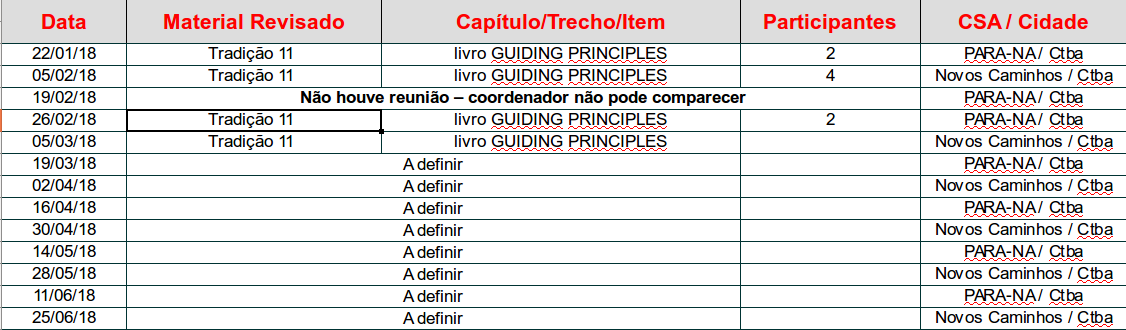 Data Material Revisado Capítulo/Trecho/Item Participantes CSA / Cidade
22/01/18 Tradição 11 livro GUIDING PRINCIPLES 2 PARA-NA / Ctba
05/02/18 Tradição 11 livro GUIDING PRINCIPLES 4 Novos Caminhos / Ctba
19/02/18 Não houve reunião – coordenador não pode comparecer PARA-NA / Ctba
26/02/18 Tradição 11 livro GUIDING PRINCIPLES 2 PARA-NA / Ctba
05/03/18 Tradição 11 livro GUIDING PRINCIPLES Novos Caminhos / Ctba
19/03/18 A definir PARA-NA / Ctba
02/04/18 A definir Novos Caminhos / Ctba
16/04/18 A definir PARA-NA / Ctba
30/04/18 A definir Novos Caminhos / Ctba
14/05/18 A definir PARA-NA / Ctba
28/05/18 A definir Novos Caminhos / Ctba
11/06/18 A definir PARA-NA / Ctba
25/06/18 A definir Novos Caminhos / Ctba